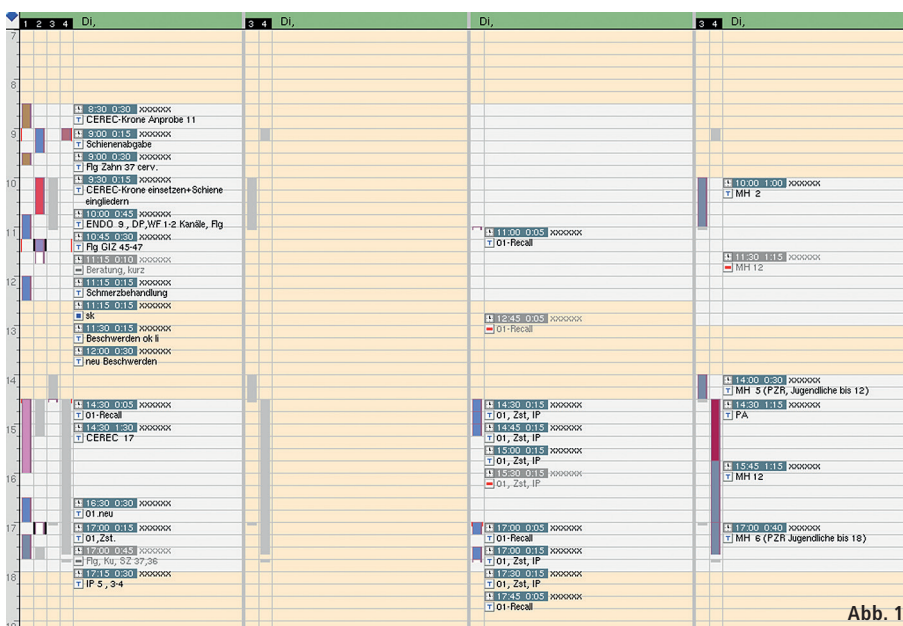 1 2 3 4 Di,
3 4 Di,
Di,
3 4 Di,
7
8
9
10
11
12
13
14
15
16
17
18
8:30 0:30 XXXXXX
CEREC-Krone Anprobe 11
9:00 0:15 XXXXXX
Schienenabgabe
9:00 0:30 XXXXXX
Flg Zahn 37 cerv.
9:30 0:15 XXXXXX
CEREC-Krone einsetzen+Schiene
eingliedern
10:00 0:45 XXXXXX
ENDO 9 , DP,WF 1-2 Kanäle, Flg
10:45 0:30 XXXXXX
Flg GIZ 45-47
11:15 0:10 XXXXXX
Beratung, kurz
11:15 0:15 XXXXXX
Schmerzbehandlung
11:15 0:15 XXXXXX
sk
11:30 0:15 XXXXXX
Beschwerden ok li
12:00 0:30 XXXXXX
neu Beschwerden
14:30 0:05 XXXXXX
01-Recall
14:30 1:30 XXXXXX
CEREC 17
16:30 0:30 XXXXXX
01.neu
17:00 0:15 XXXXXX
01,Zst.
17:00 0:45 XXXXXX
Flg, Ku, SZ 37,36
17:15 0:30 XXXXXX
IP 5 , 3-4
11:00 0:05 XXXXXX
01-Recall
12:45 0:05 XXXXXX
01-Recall
14:30 0:15 XXXXXX
01, Zst, IP
14:45 0:15 XXXXXX
01, Zst, IP
15:00 0:15 XXXXXX
01, Zst, IP
15:30 0:15 XXXXXX
01, Zst, IP
17:00 0:05 XXXXXX
01-Recall
17:00 0:15 XXXXXX
01, Zst, IP
17:30 0:15 XXXXXX
01, Zst, IP
17:45 0:05 XXXXXX
01-Recall
10:00 1:00 XXXXXX
MH 2
11:30 1:15 XXXXXX
MH 12
14:00 0:30 XXXXXX
MH 5 (PZR, Jugendliche bis 12)
14:30 1:15 XXXXXX
PA
15:45 1:15 XXXXXX
MH 12
17:00 0:40 XXXXXX
MH 6 (PZR Jugendliche bis 18)
Abb. 1